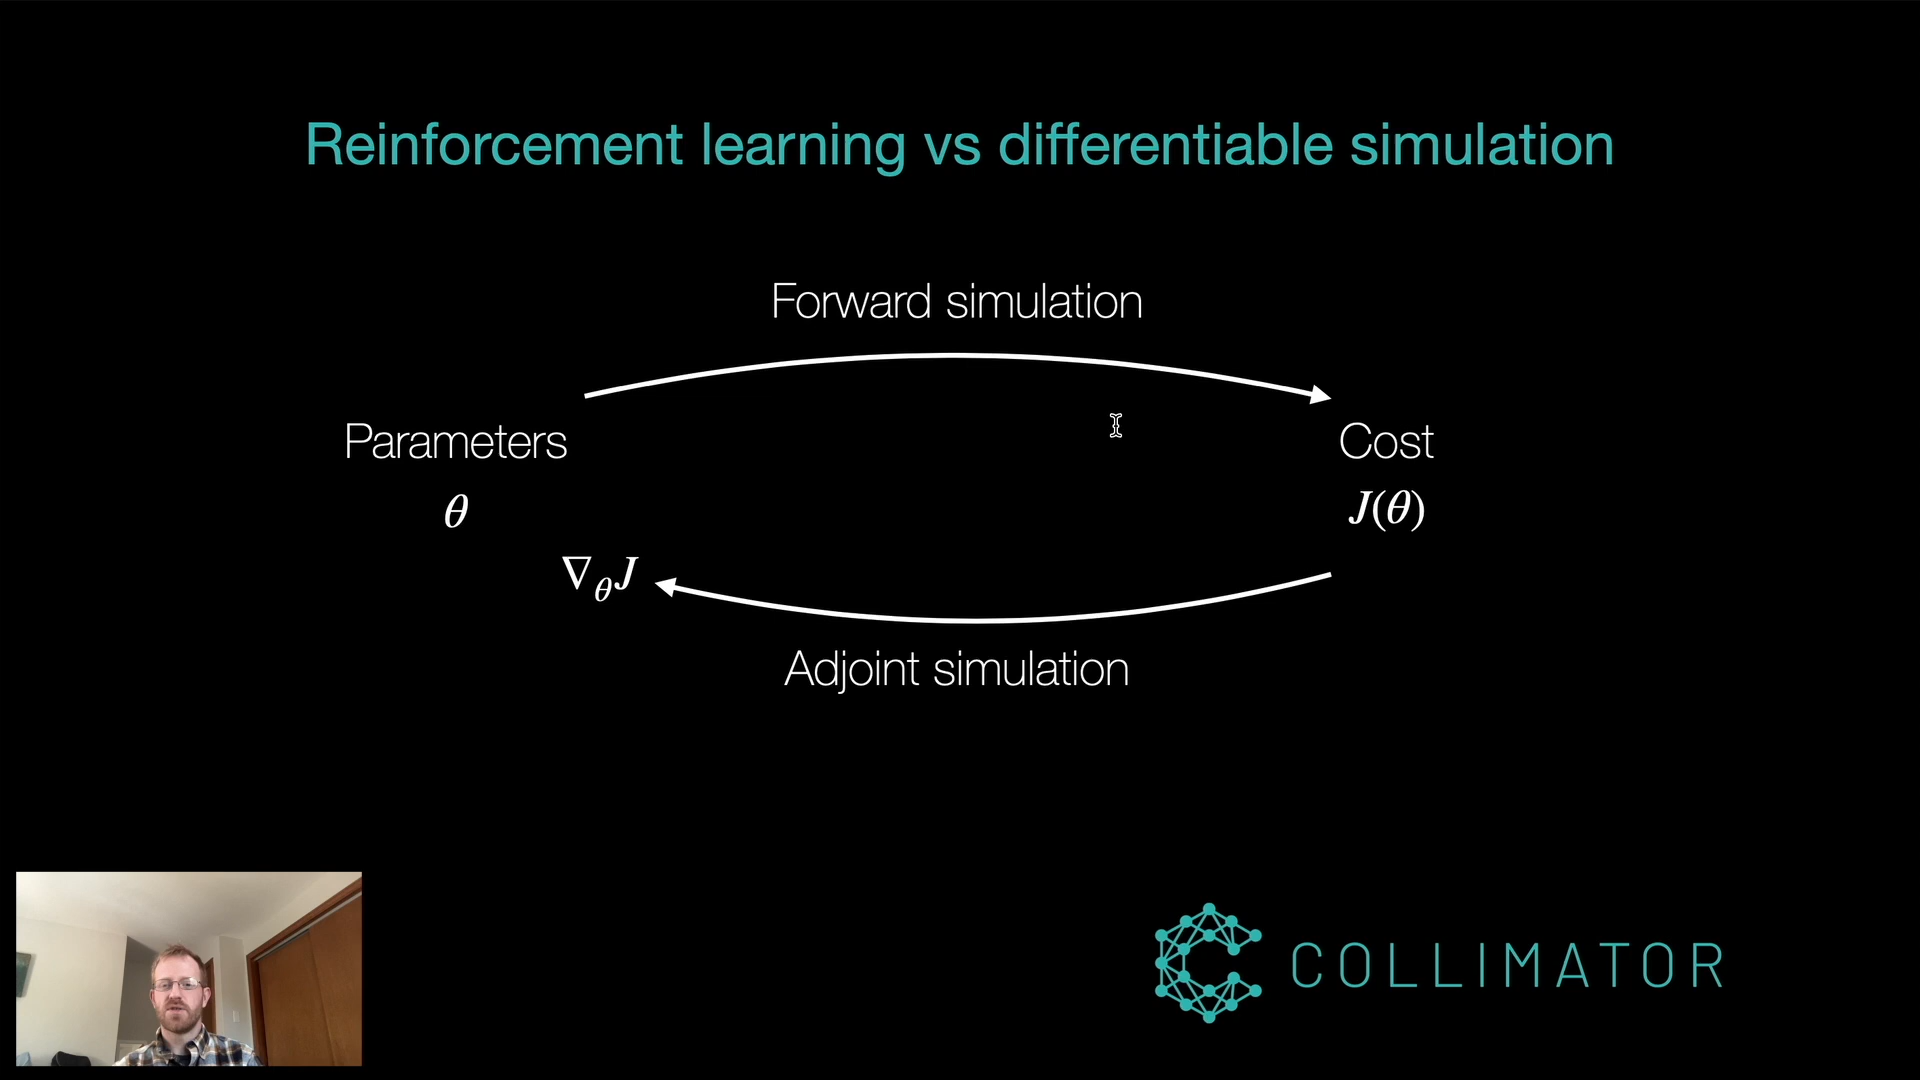 Reinforcement learning vs differentiable simulation
Forward simulation
Parameters
Cost
θ
J(θ)
∇θJ
Adjoint simulation
COLLIMATOR